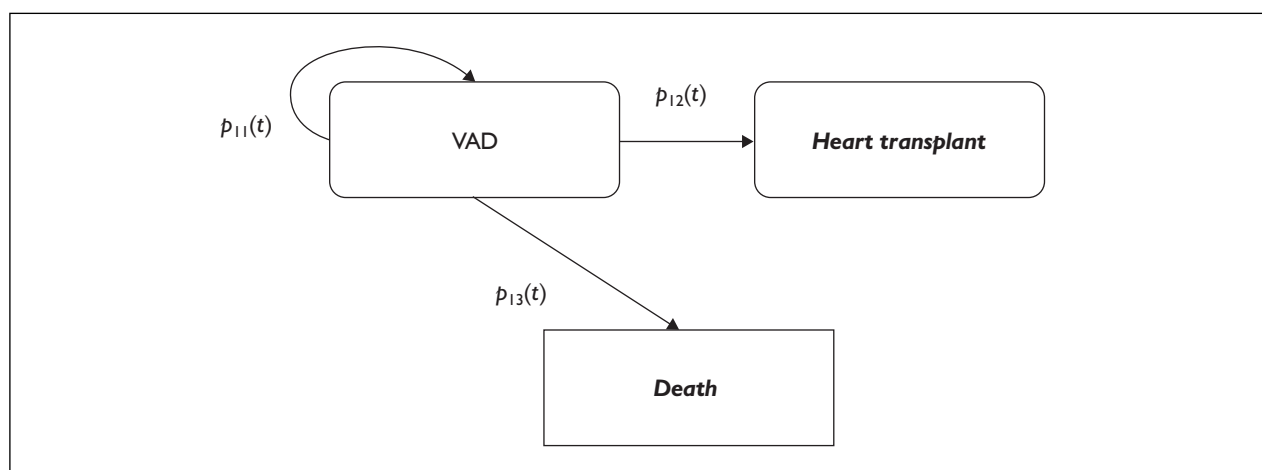 p₁₂(t)
p₁₁(t)
VAD
Heart transplant
p₁₃(t)
Death